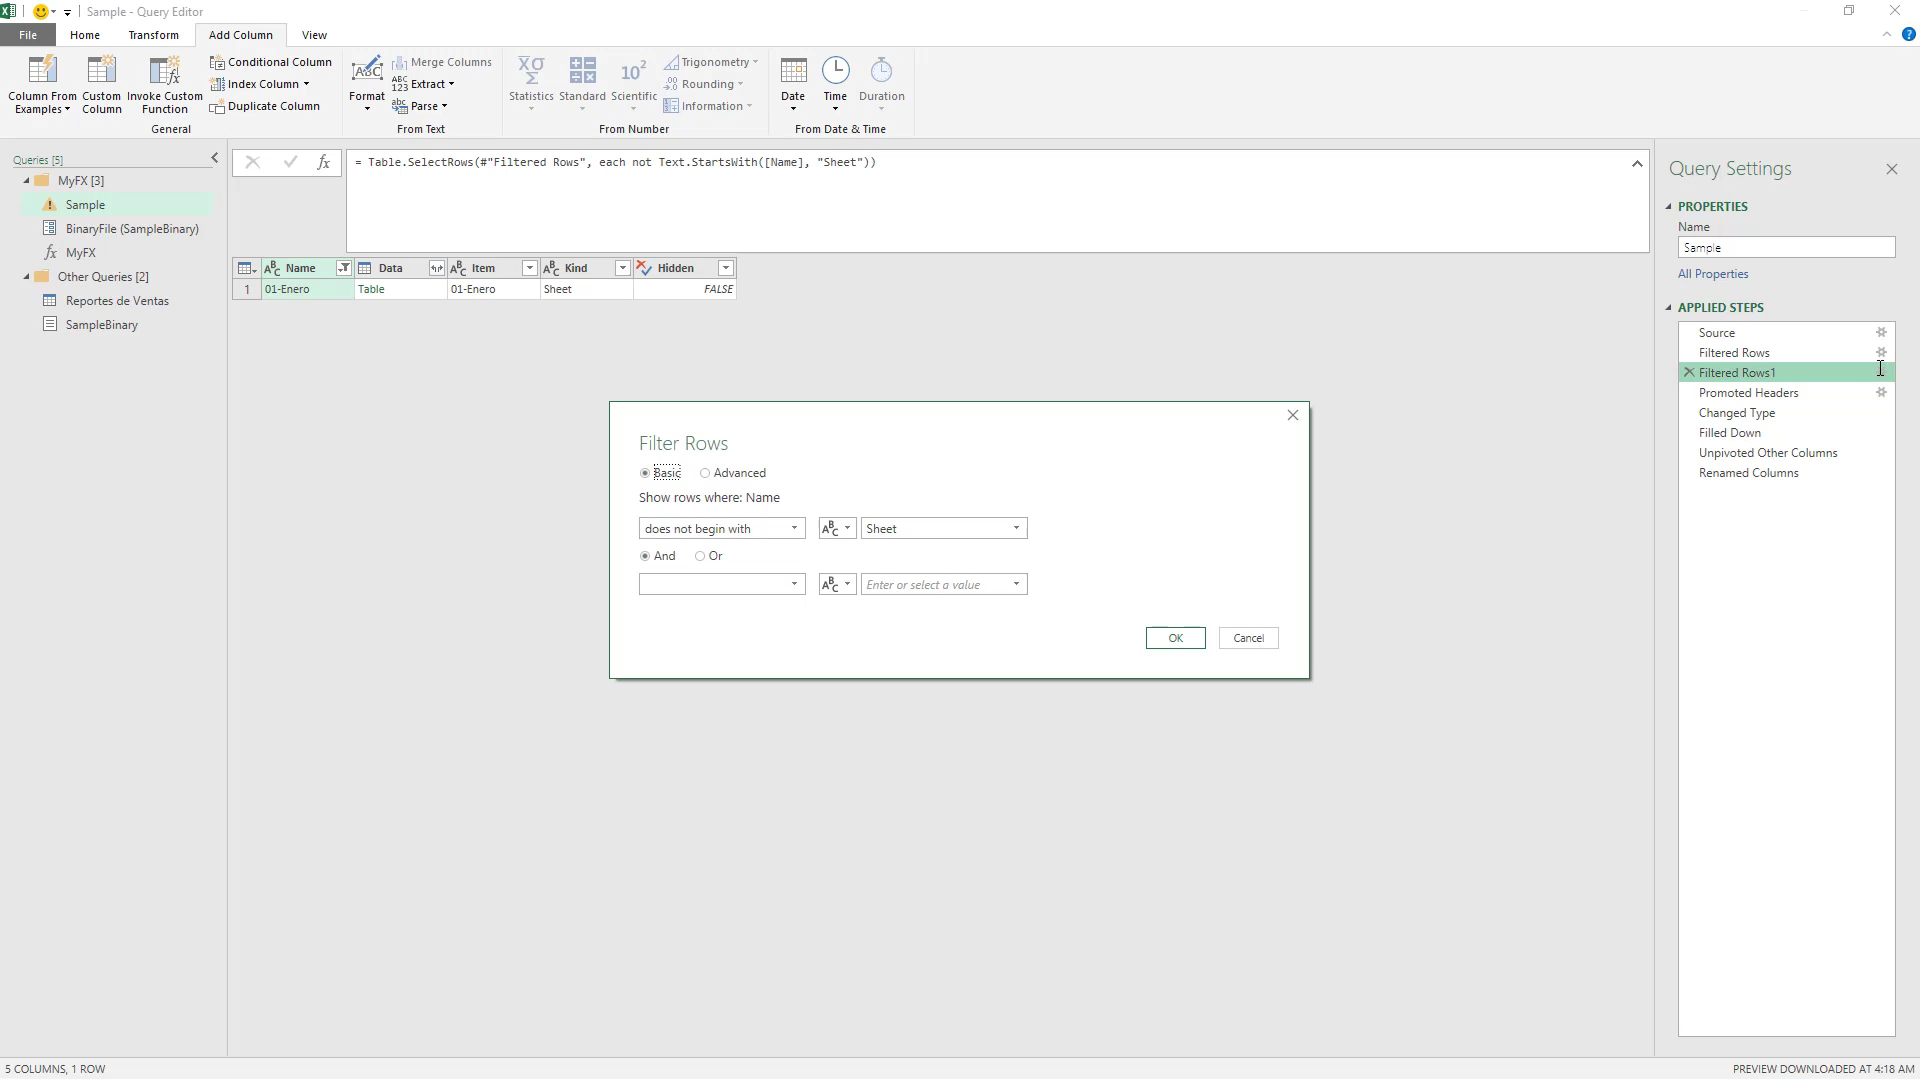 Sample - Query Editor
File Home Transform Add Column View
Column From Examples
Custom Column
Invoke Custom Function
Conditional Column
Index Column
Duplicate Column
General
Format
Merge Columns
Extract
Parse
From Text
Statistics
Standard
Scientific
Trigonometry
Rounding
Information
From Number
Date
Time
Duration
From Date & Time
Queries [5]
MyFX [3]
Sample
BinaryFile (SampleBinary)
MyFX
Other Queries [2]
Reportes de Ventas
SampleBinary
= Table.SelectRows(#"Filtered Rows", each not Text.StartsWith([Name], "Sheet"))
Name Data Item Kind Hidden
1 01-Enero Table 01-Enero Sheet FALSE
Filter Rows
Basic Advanced
Show rows where: Name
does not begin with Sheet
And Or
Enter or select a value
OK Cancel
Query Settings
PROPERTIES
Name
Sample
All Properties
APPLIED STEPS
Source
Filtered Rows
Filtered Rows1
Promoted Headers
Changed Type
Filled Down
Unpivoted Other Columns
Renamed Columns
5 COLUMNS, 1 ROW
PREVIEW DOWNLOADED AT 4:18 AM